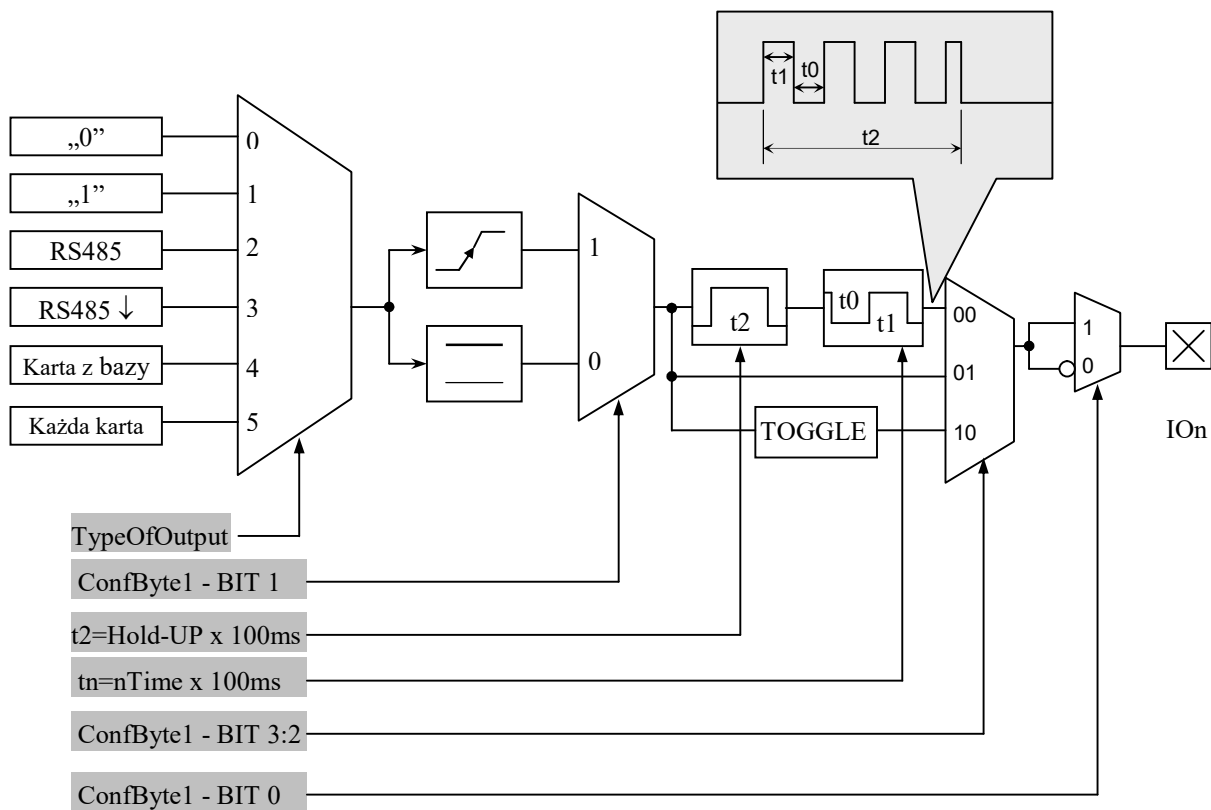 t1
t0
t2
„0”
0
„1”
1
RS485
2
RS485 ↓
3
Karta z bazy
4
Każda karta
5
1
0
t2
t0
t1
00
01
TOGGLE
10
1
0
IOn
TypeOfOutput
ConfByte1 - BIT 1
t2=Hold-UP x 100ms
tn=nTime x 100ms
ConfByte1 - BIT 3:2
ConfByte1 - BIT 0